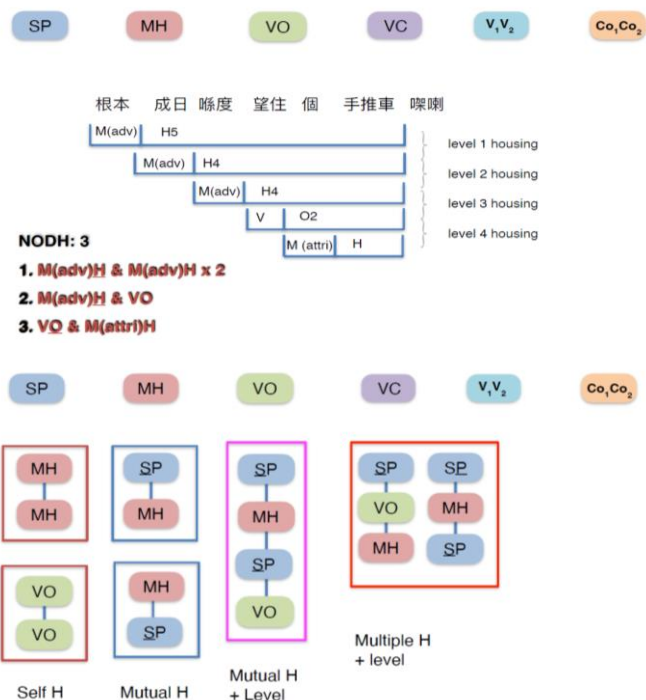 SP MH VO VC V₁V₂ Co₁Co₂
根本 成日 喺度 望住 個 手推車 㗎喇
M(adv) H5
level 1 housing
M(adv) H4
level 2 housing
M(adv) H4
level 3 housing
V O2
level 4 housing
M (attri) H
NODH: 3
1. M(adv)H & M(adv)H x 2
2. M(adv)H & VO
3. VO & M(attri)H
SP MH VO VC V₁V₂ Co₁Co₂
MH
MH
VO
VO
Self H
SP
MH
MH
SP
Mutual H
SP
MH
SP
VO
Mutual H
+ Level
SP SP
VO MH
MH SP
Multiple H
+ level